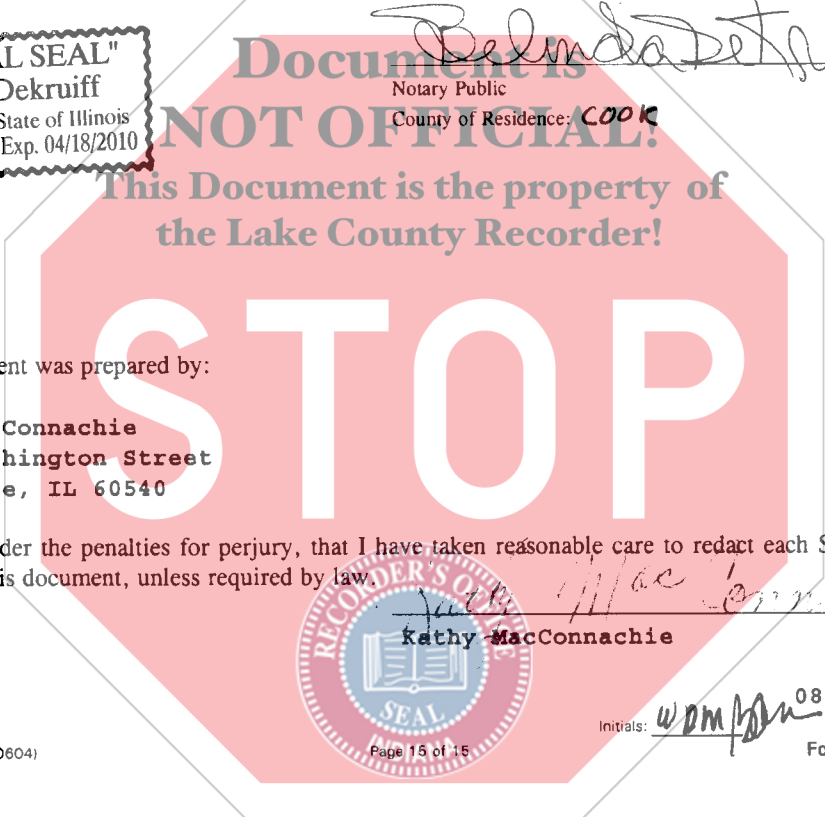 L SEAL"
Dekruiff
State of Illinois
Exp. 04/18/2010
Document is
NOT OFFICIAL!
This Document is the property of
the Lake County Recorder!
Notary Public
County of Residence: COOK
STOP
ent was prepared by:
Connachie
hington Street
e, IL 60540
der the penalties for perjury, that I have taken reasonable care to redact each S
is document, unless required by law.
Kathy MacConnachie
RECORDER'S OFFICE
SEAL
INDIANA
Initials:
08
0604)
Page 15 of 15
Fo